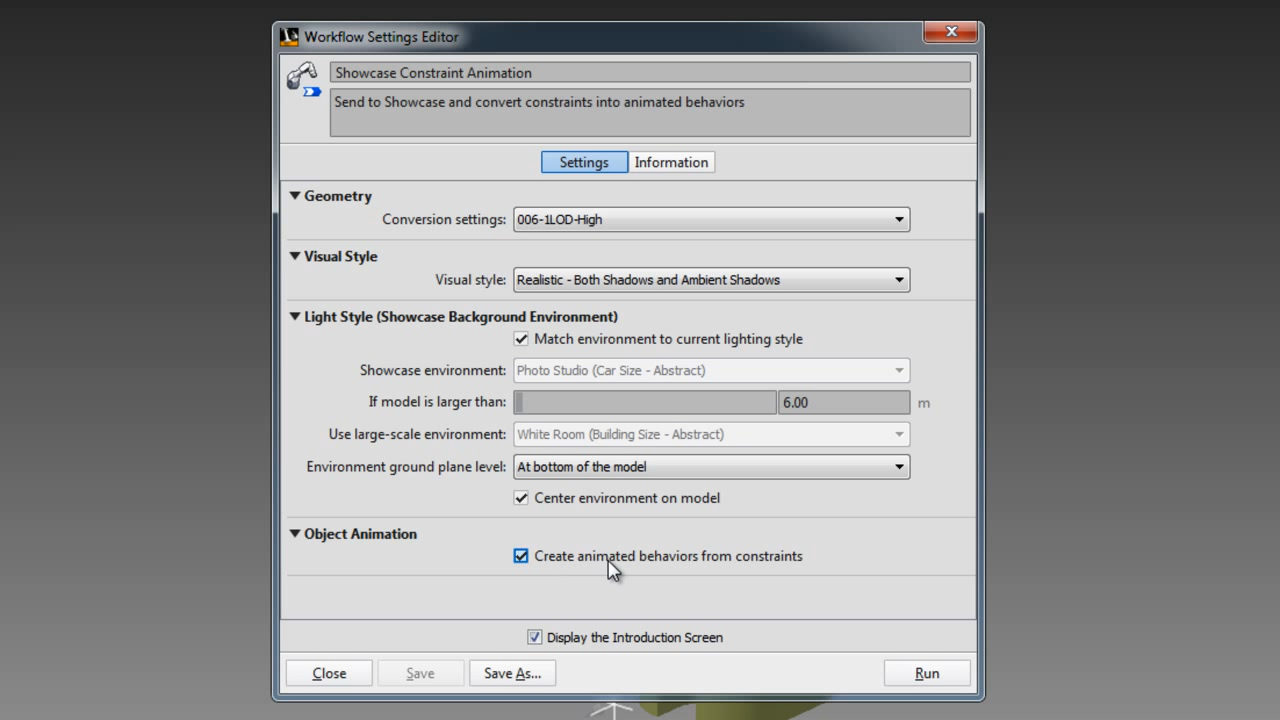 Workflow Settings Editor
Showcase Constraint Animation
Send to Showcase and convert constraints into animated behaviors
Settings Information
Geometry
Conversion settings: 006-1LOD-High
Visual Style
Visual style: Realistic - Both Shadows and Ambient Shadows
Light Style (Showcase Background Environment)
Match environment to current lighting style
Showcase environment: Photo Studio (Car Size - Abstract)
If model is larger than: 6.00 m
Use large-scale environment: White Room (Building Size - Abstract)
Environment ground plane level: At bottom of the model
Center environment on model
Object Animation
Create animated behaviors from constraints
Display the Introduction Screen
Close Save Save As... Run